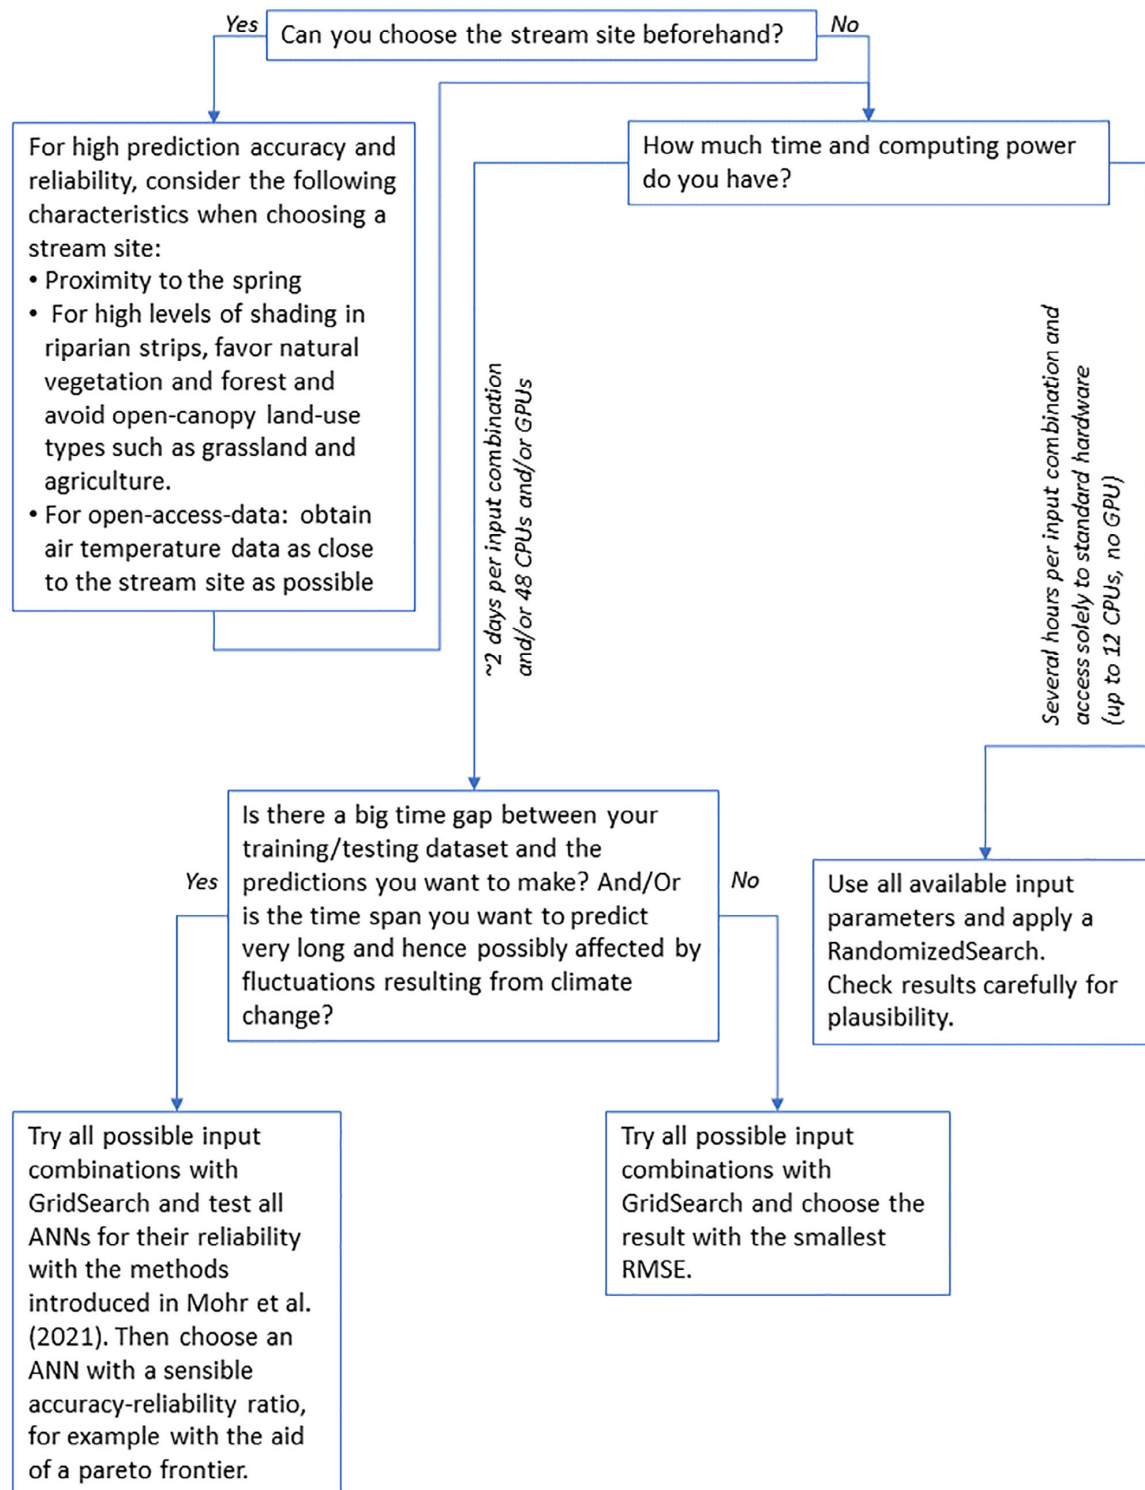 Yes
Can you choose the stream site beforehand?
No
For high prediction accuracy and
reliability, consider the following
characteristics when choosing a
stream site:
• Proximity to the spring
• For high levels of shading in
riparian strips, favor natural
vegetation and forest and
avoid open-canopy land-use
types such as grassland and
agriculture.
• For open-access-data: obtain
air temperature data as close
to the stream site as possible
How much time and computing power
do you have?
~2 days per input combination
and/or 48 CPUs and/or GPUs
Several hours per input combination and
access solely to standard hardware
(up to 12 CPUs, no GPU)
Is there a big time gap between your
training/testing dataset and the
predictions you want to make? And/Or
is the time span you want to predict
very long and hence possibly affected by
fluctuations resulting from climate
change?
Yes
No
Use all available input
parameters and apply a
RandomizedSearch.
Check results carefully for
plausibility.
Try all possible input
combinations with
GridSearch and test all
ANNs for their reliability
with the methods
introduced in Mohr et al.
(2021). Then choose an
ANN with a sensible
accuracy-reliability ratio,
for example with the aid
of a pareto frontier.
Try all possible input
combinations with
GridSearch and choose the
result with the smallest
RMSE.